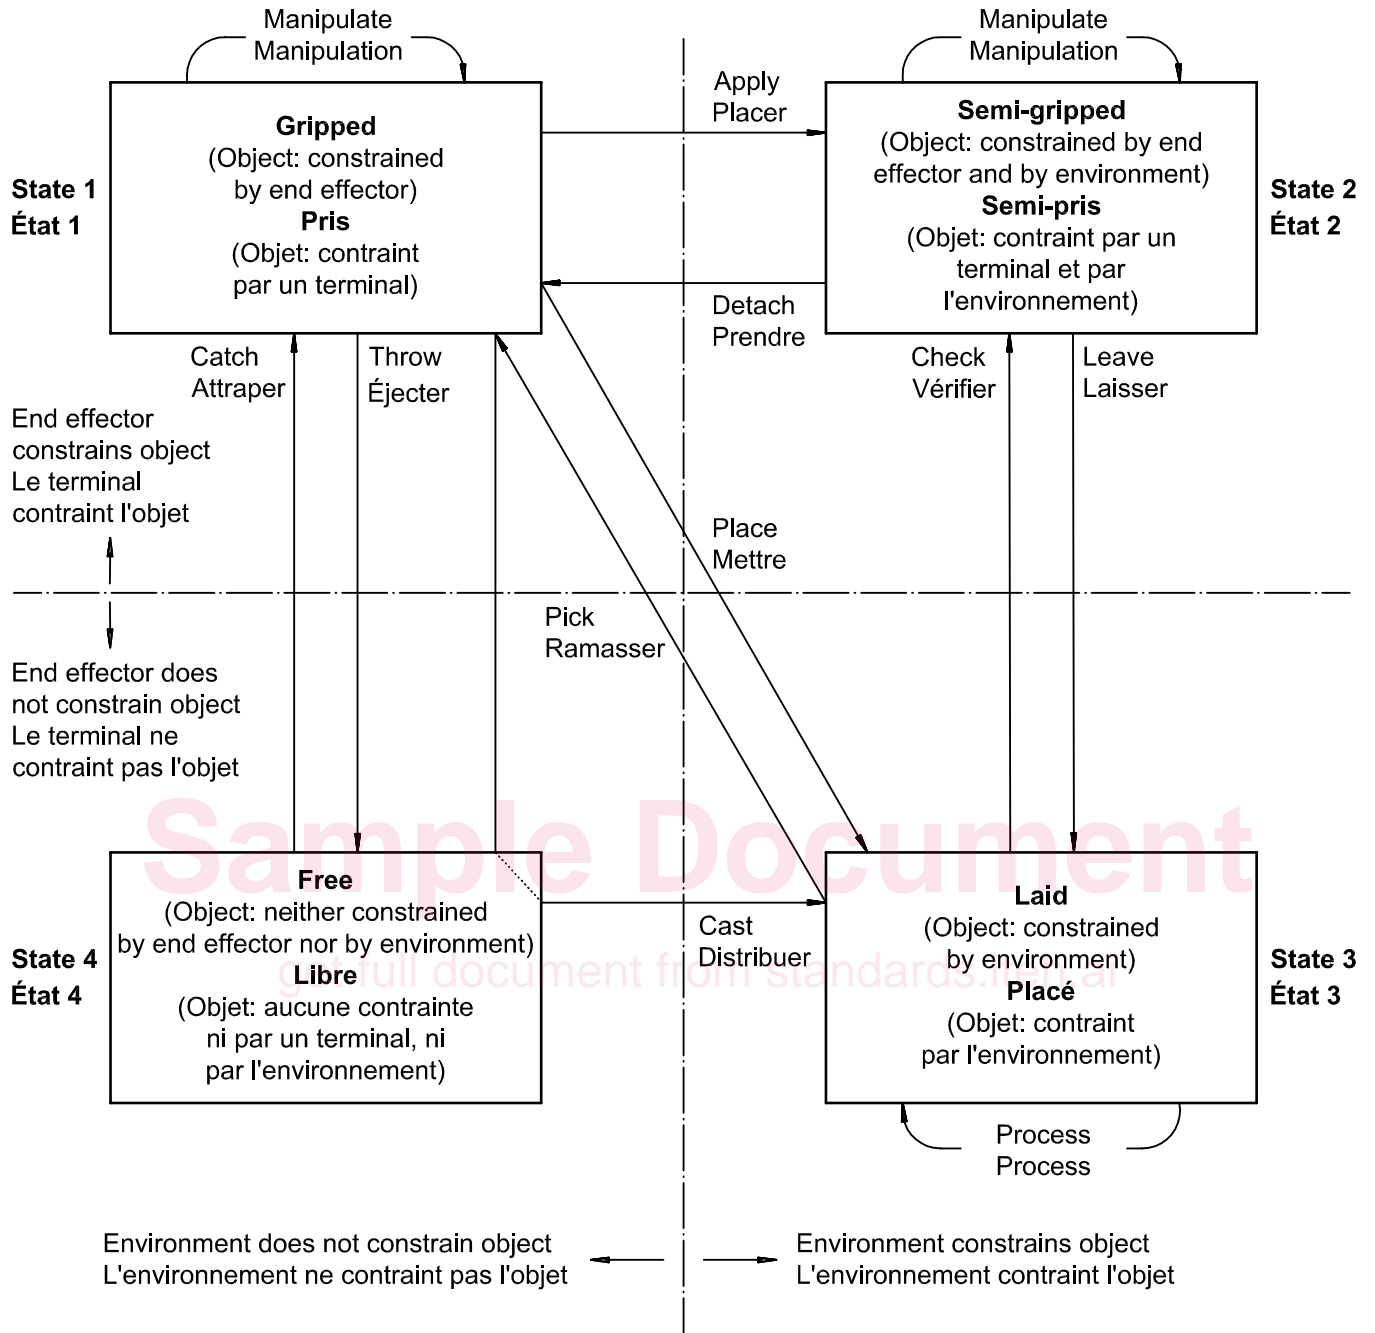 Manipulate
Manipulation
Manipulate
Manipulation
Apply
Placer
Gripped
(Object: constrained
by end effector)
Pris
(Objet: contraint
par un terminal)
State 1
État 1
Semi-gripped
(Object: constrained by end
effector and by environment)
Semi-pris
(Objet: contraint par un
terminal et par
l'environnement)
State 2
État 2
Detach
Prendre
Catch
Attraper
Throw
Éjecter
Check
Vérifier
Leave
Laisser
End effector
constrains object
Le terminal
contraint l'objet
Place
Mettre
Pick
Ramasser
End effector does
not constrain object
Le terminal ne
contraint pas l'objet
Sample Document
get full document from standards.iteh.ai
Free
(Object: neither constrained
by end effector nor by environment)
Libre
(Objet: aucune contrainte
ni par un terminal, ni
par l'environnement)
State 4
État 4
Cast
Distribuer
Laid
(Object: constrained
by environment)
Placé
(Objet: contraint
par l'environnement)
State 3
État 3
Process
Process
Environment does not constrain object
L'environnement ne contraint pas l'objet
Environment constrains object
L'environnement contraint l'objet